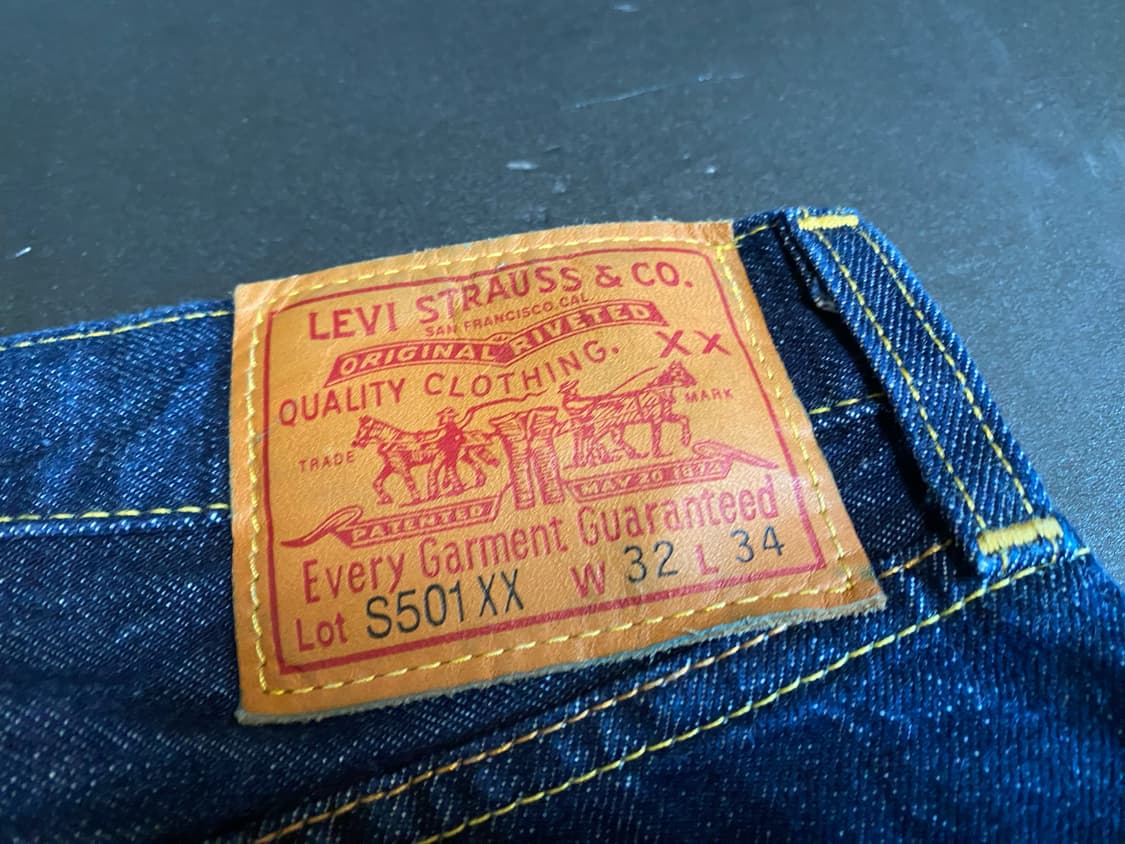 LEVI STRAUSS & CO.
SAN FRANCISCO CAL.
ORIGINAL RIVETED
QUALITY CLOTHING.
XX
TRADE MARK
PATENTED MAY 20 1873
Every Garment Guaranteed
Lot S501XX W 32 L 34